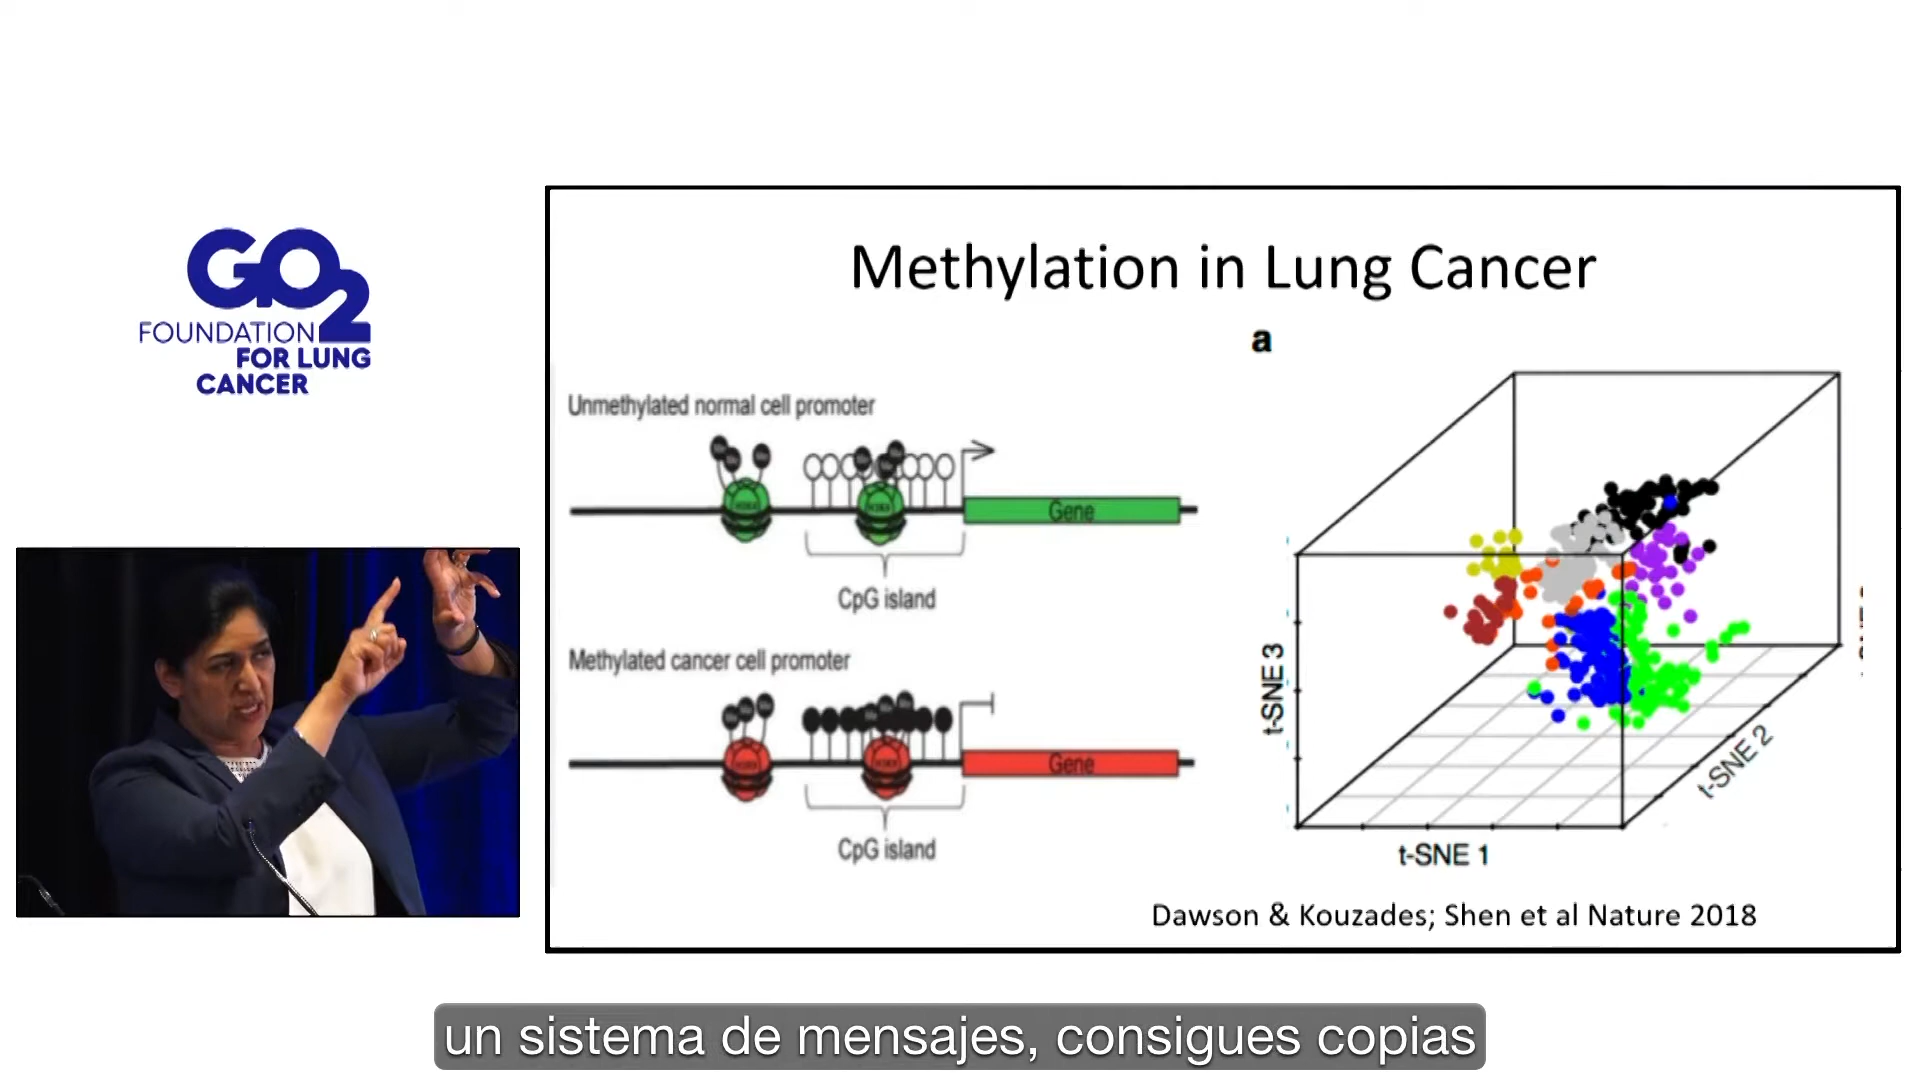 GO2
FOUNDATION
FOR LUNG
CANCER
Methylation in Lung Cancer
a
Unmethylated normal cell promoter
Gene
CpG island
Methylated cancer cell promoter
Gene
CpG island
t-SNE 3
t-SNE 2
t-SNE 1
Dawson & Kouzades; Shen et al Nature 2018
un sistema de mensajes, consigues copias